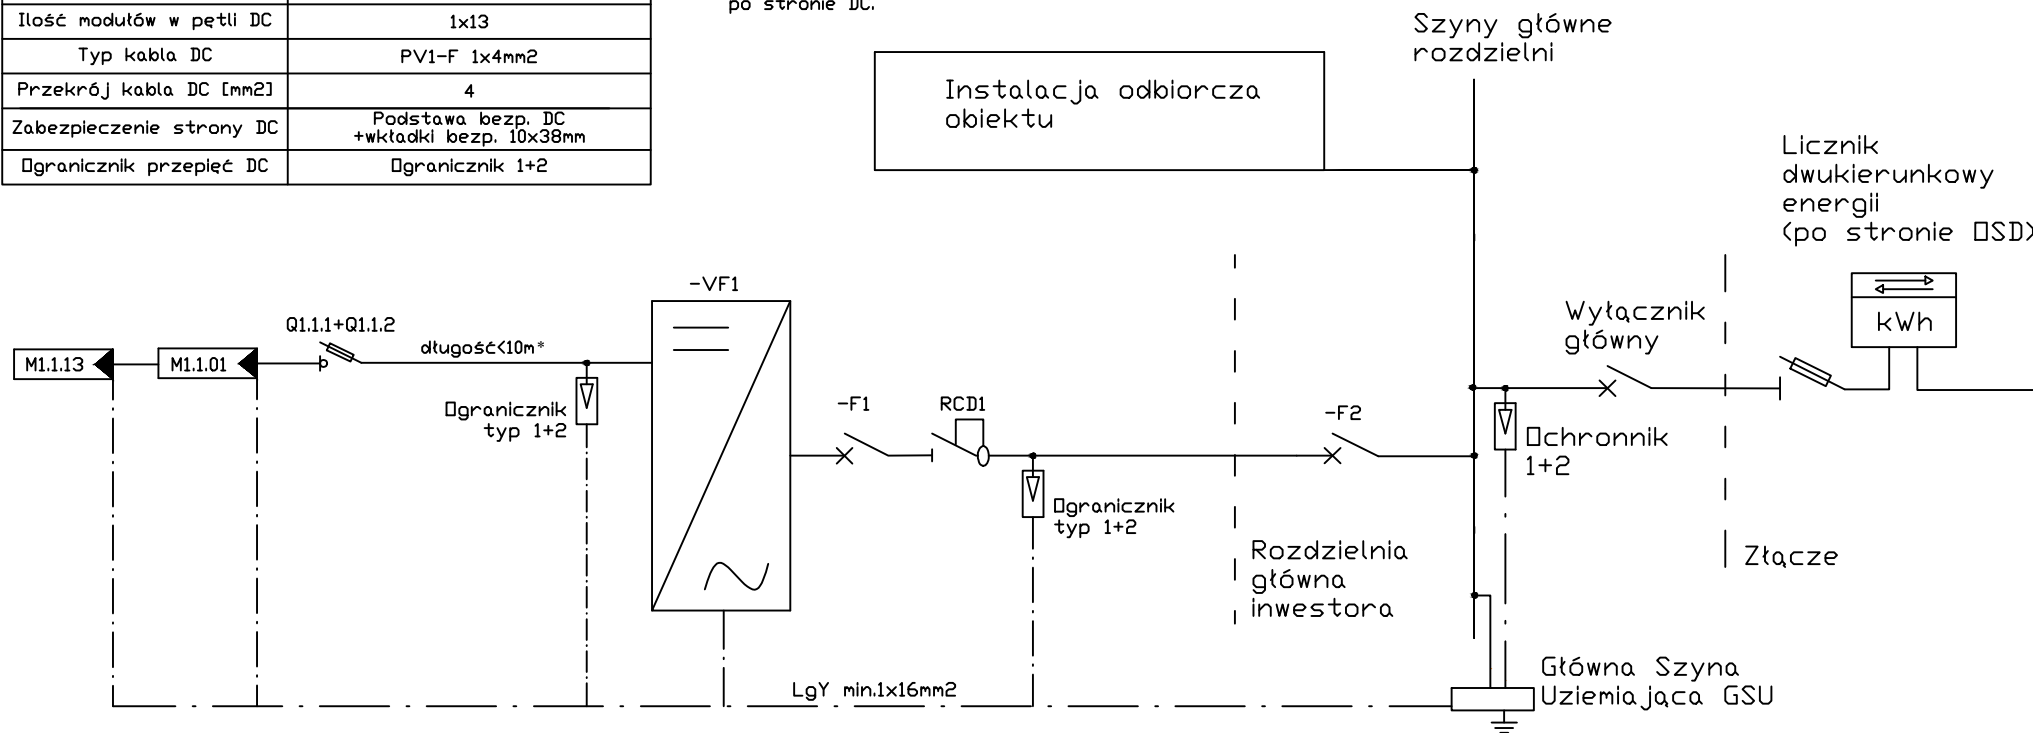 po stronie DC.
Ilość modułów w pętli DC 1x13
Typ kabla DC PV1-F 1x4mm2
Przekrój kabla DC [mm2] 4
Zabezpieczenie strony DC Podstawa bezp. DC
+wkładki bezp. 10x38mm
Ogranicznik przepięć DC Ogranicznik 1+2
Szyny główne
rozdzielni
Instalacja odbiorcza
obiektu
Licznik
dwukierunkowy
energii
(po stronie OSD)
kWh
-VF1
Q1.1.1+Q1.1.2
M1.1.13
M1.1.01
długość<10m*
Ogranicznik
typ 1+2
-F1
RCD1
Ogranicznik
typ 1+2
-F2
Wyłącznik
główny
Ochronnik
1+2
Rozdzielnia
główna
inwestora
Złącze
LgY min.1x16mm2
Główna Szyna
Uziemiająca GSU